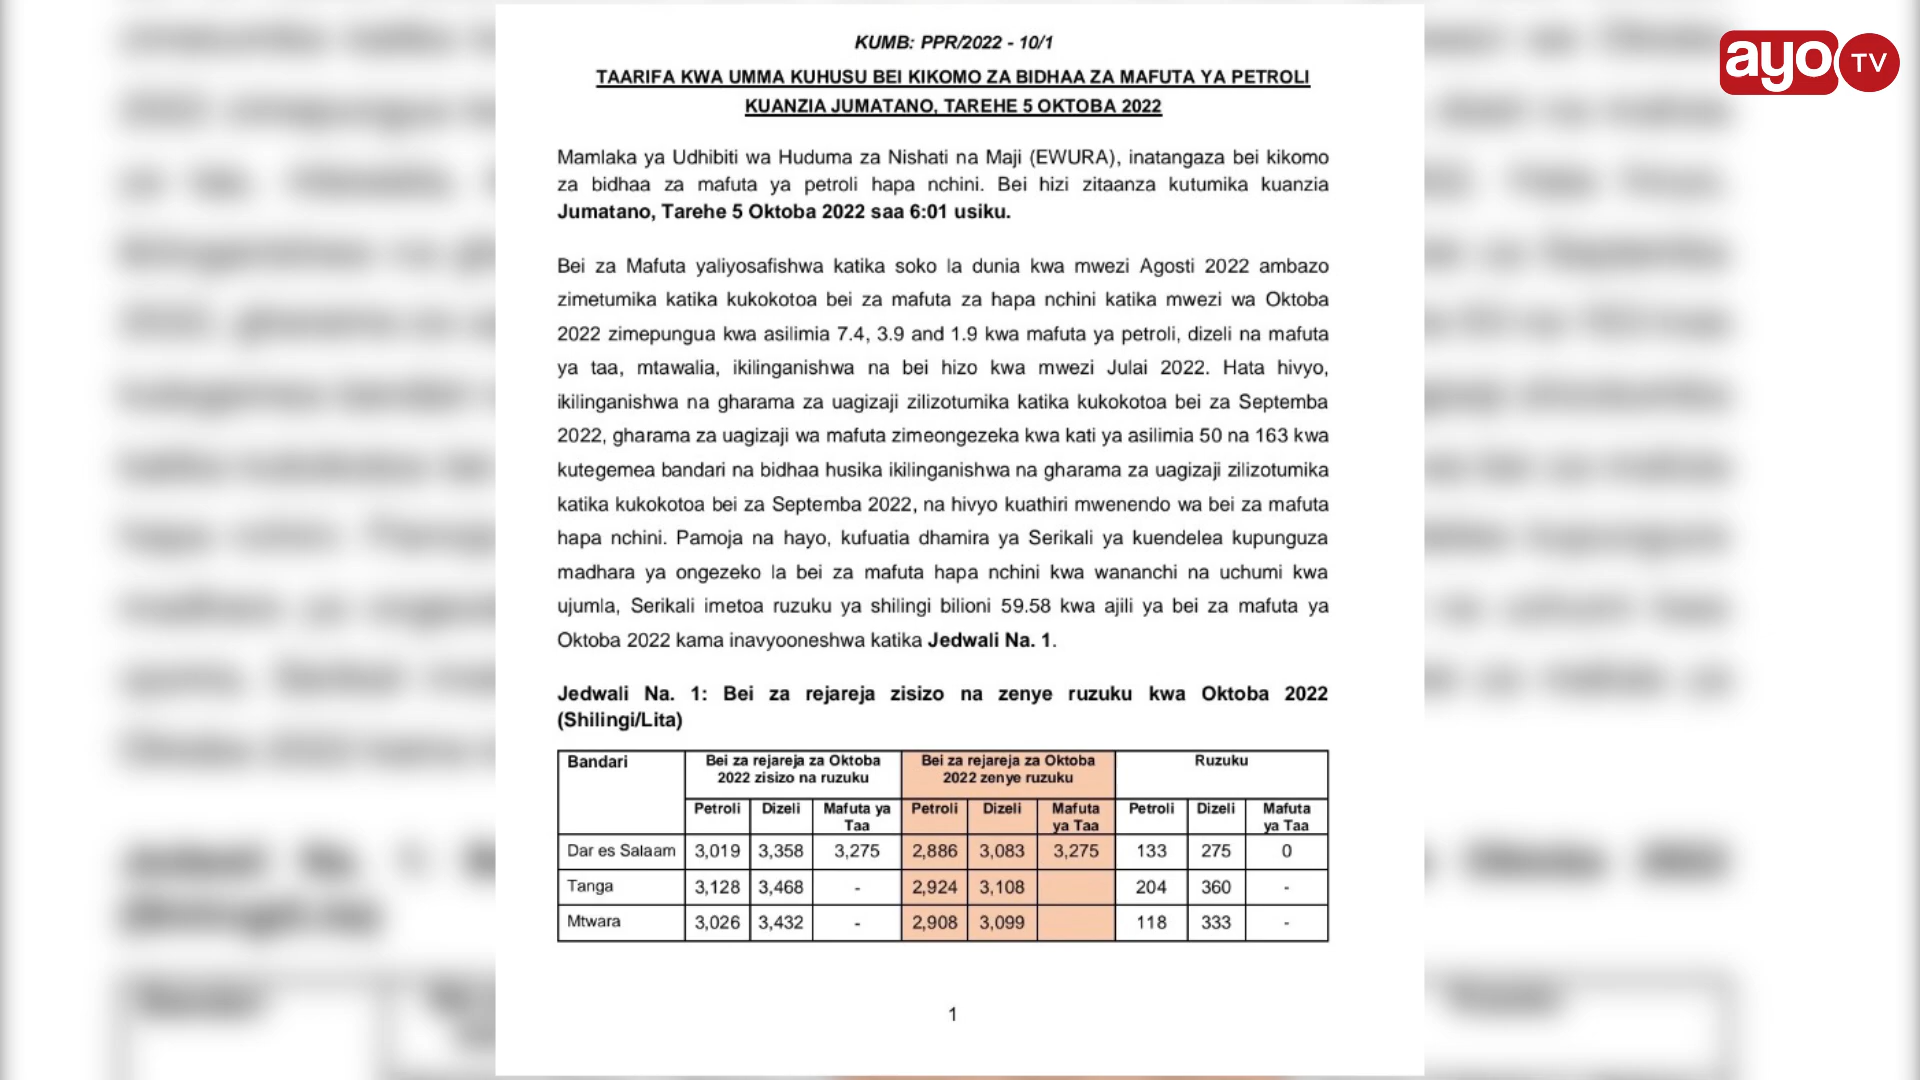 KUMB: PPR/2022 - 10/1
TAARIFA KWA UMMA KUHUSU BEI KIKOMO ZA BIDHAA ZA MAFUTA YA PETROLI
KUANZIA JUMATANO, TAREHE 5 OKTOBA 2022
ayo TV
Mamlaka ya Udhibiti wa Huduma za Nishati na Maji (EWURA), inatangaza bei kikomo
za bidhaa za mafuta ya petroli hapa nchini. Bei hizi zitaanza kutumika kuanzia
Jumatano, Tarehe 5 Oktoba 2022 saa 6:01 usiku.
Bei za Mafuta yaliyosafishwa katika soko la dunia kwa mwezi Agosti 2022 ambazo
zimetumika katika kukokotoa bei za mafuta za hapa nchini katika mwezi wa Oktoba
2022 zimepungua kwa asilimia 7.4, 3.9 and 1.9 kwa mafuta ya petroli, dizeli na mafuta
ya taa, mtawalia, ikilinganishwa na bei hizo kwa mwezi Julai 2022. Hata hivyo,
ikilinganishwa na gharama za uagizaji zilizotumika katika kukokotoa bei za Septemba
2022, gharama za uagizaji wa mafuta zimeongezeka kwa kati ya asilimia 50 na 163 kwa
kutegemea bandari na bidhaa husika ikilinganishwa na gharama za uagizaji zilizotumika
katika kukokotoa bei za Septemba 2022, na hivyo kuathiri mwenendo wa bei za mafuta
hapa nchini. Pamoja na hayo, kufuatia dhamira ya Serikali ya kuendelea kupunguza
madhara ya ongezeko la bei za mafuta hapa nchini kwa wananchi na uchumi kwa
ujumla, Serikali imetoa ruzuku ya shilingi bilioni 59.58 kwa ajili ya bei za mafuta ya
Oktoba 2022 kama inavyooneshwa katika Jedwali Na. 1.
Jedwali Na. 1: Bei za rejareja zisizo na zenye ruzuku kwa Oktoba 2022
(Shilingi/Lita)
Bandari Bei za rejareja za Oktoba 2022 zisizo na ruzuku Bei za rejareja za Oktoba 2022 zenye ruzuku Ruzuku
Petroli Dizeli Mafuta ya Taa Petroli Dizeli Mafuta ya Taa Petroli Dizeli Mafuta ya Taa
Dar es Salaam 3,019 3,358 3,275 2,886 3,083 3,275 133 275 0
Tanga 3,128 3,468 - 2,924 3,108 204 360 -
Mtwara 3,026 3,432 - 2,908 3,099 118 333 -
1